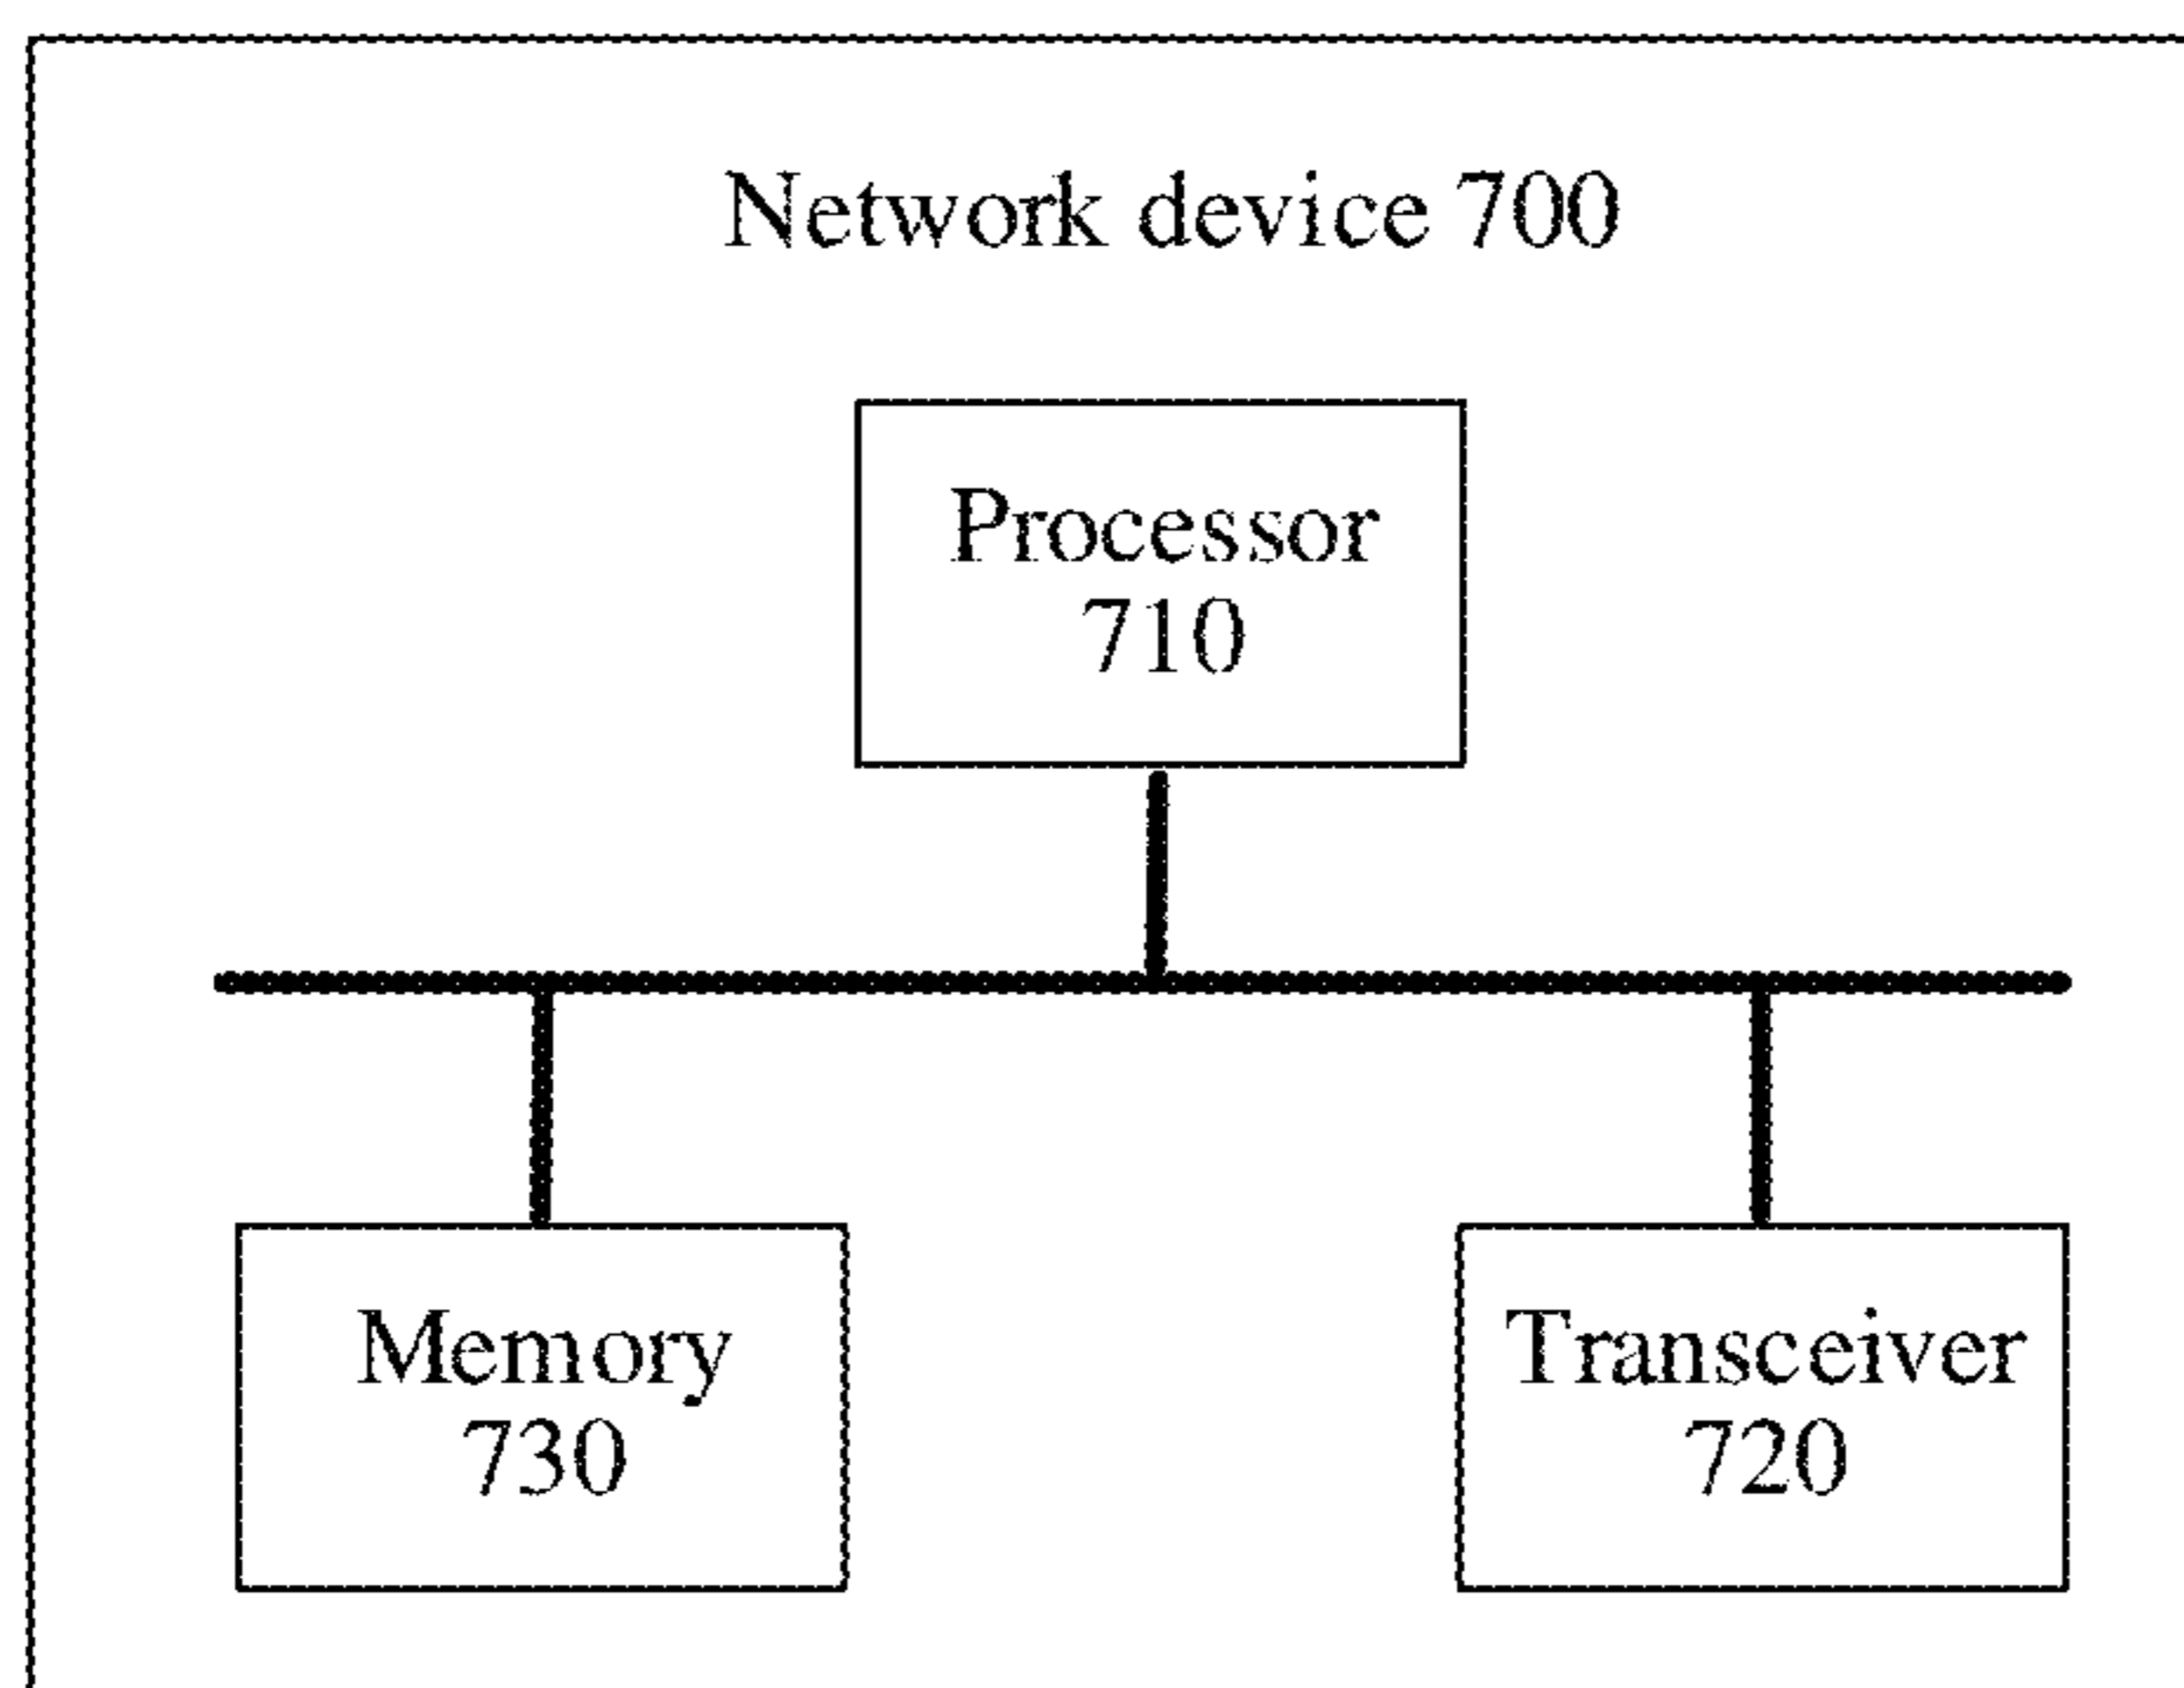 Network device 700
Processor
710
Memory
730
Transceiver
720